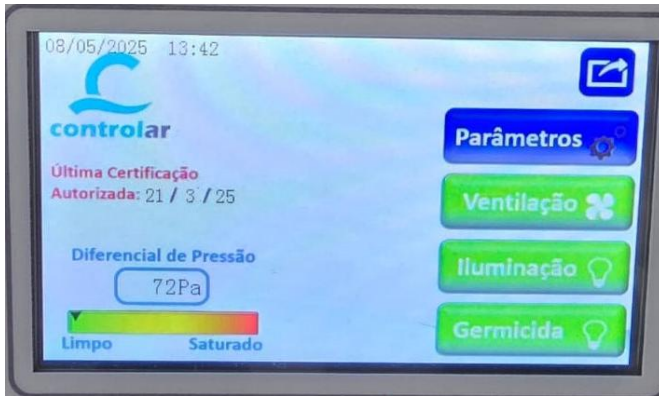 08/05/2025 13:42
controlar
Parâmetros
Última Certificação
Autorizada: 21 / 3 / 25
Ventilação
Diferencial de Pressão
72Pa
Iluminação
Limpo Saturado
Germicida